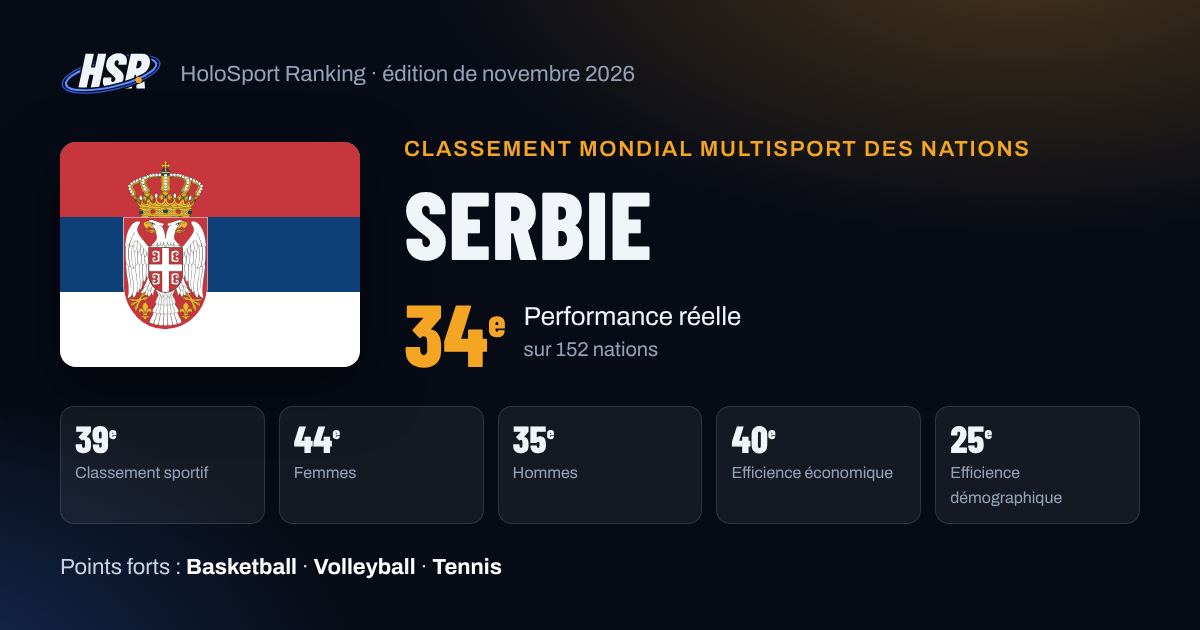 HSR
HoloSport Ranking · édition de novembre 2026
CLASSEMENT MONDIAL MULTISPORT DES NATIONS
SERBIE
34e
Performance réelle
sur 152 nations
39e
Classement sportif
44e
Femmes
35e
Hommes
40e
Efficience économique
25e
Efficience
démographique
Points forts : Basketball · Volleyball · Tennis